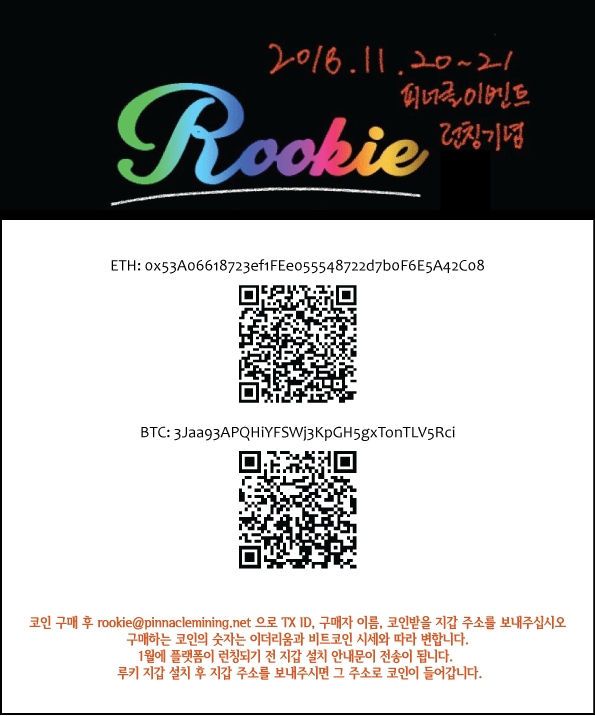 2018.11.20~21
피너클이벤트
런칭기념
Rookie
ETH: 0x53A06618723ef1FEe055548722d7b0F6E5A42C08
BTC: 3Jaa93APQHiYFSWj3KpGH5gxTonTLV5Rci
코인 구매 후 rookie@pinnaclemining.net 으로 TX ID, 구매자 이름, 코인받을 지갑 주소를 보내주십시오
구매하는 코인의 숫자는 이더리움과 비트코인 시세와 따라 변합니다.
1월에 플랫폼이 런칭되기 전 지갑 설치 안내문이 전송이 됩니다.
루키 지갑 설치 후 지갑 주소를 보내주시면 그 주소로 코인이 들어갑니다.